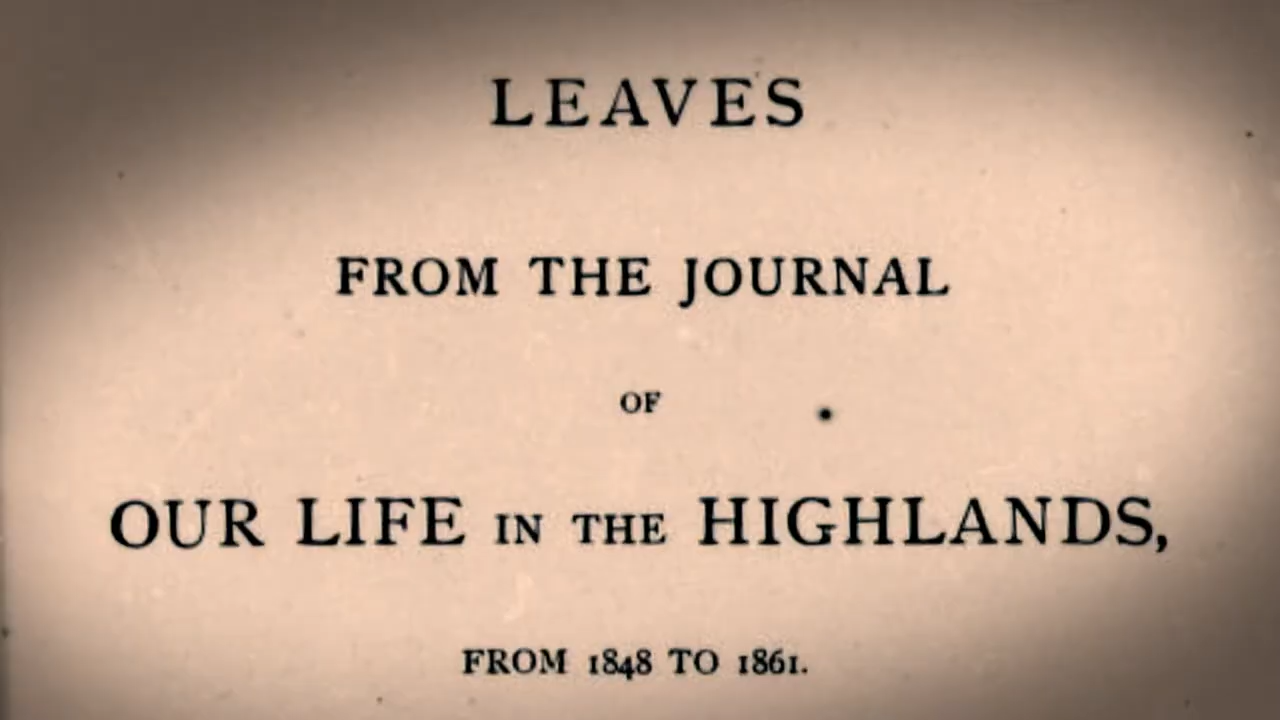 LEAVES
FROM THE JOURNAL
OF
OUR LIFE IN THE HIGHLANDS,
FROM 1848 TO 1861.